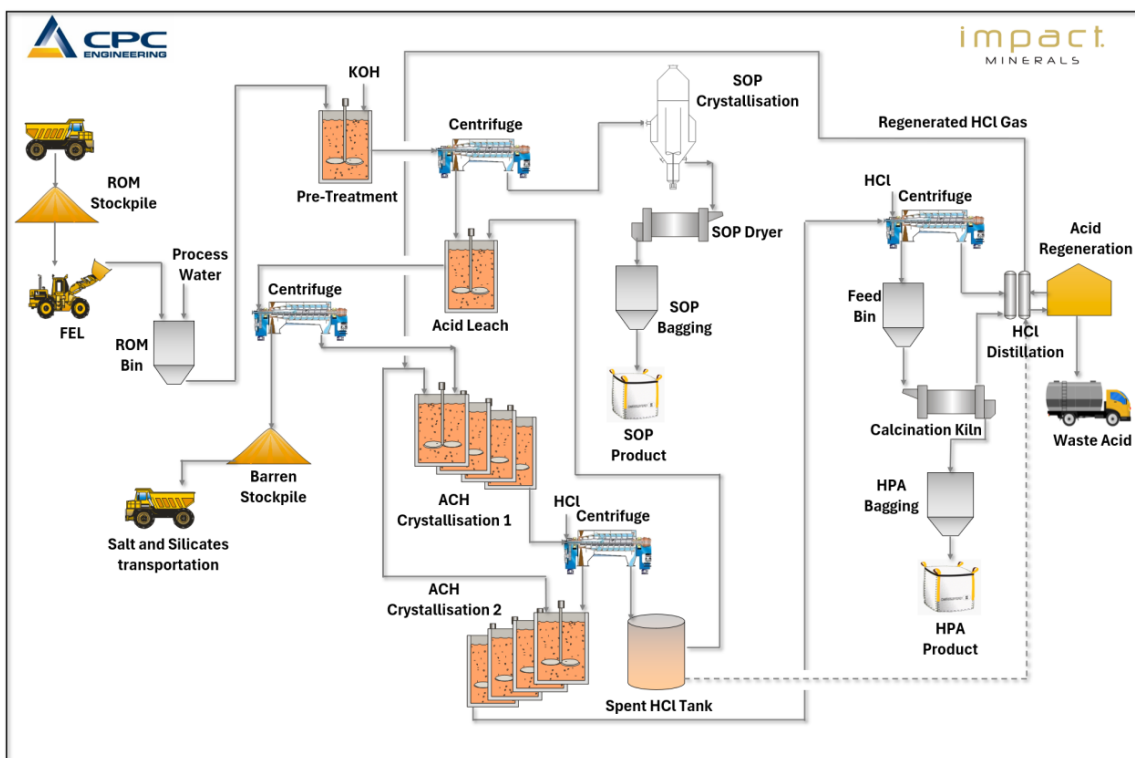 CPC
ENGINEERING
impact
MINERALS
KOH
SOP
Crystallisation
Centrifuge
Regenerated HCl Gas
ROM
Stockpile
Pre-Treatment
HCl
Centrifuge
SOP Dryer
Acid
Regeneration
Process
Water
Centrifuge
Feed
Bin
FEL
Acid Leach
SOP
Bagging
HCl
Distillation
ROM
Bin
Calcination Kiln
Waste Acid
SOP
Product
Barren
Stockpile
ACH
Crystallisation 1
HCl
Centrifuge
HPA
Bagging
Salt and Silicates
transportation
ACH
Crystallisation 2
HPA
Product
Spent HCl Tank